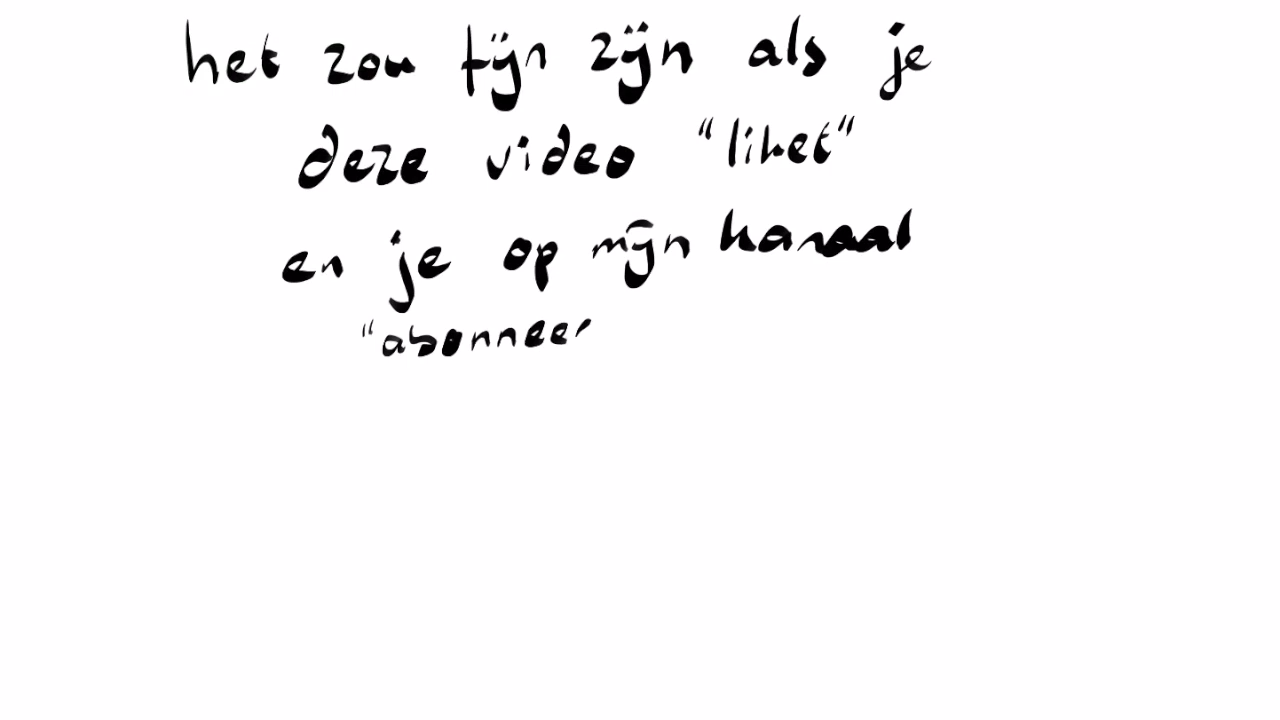 het zou fijn zijn als je
deze video "liket"
en je op mijn kanaal
"abonneer